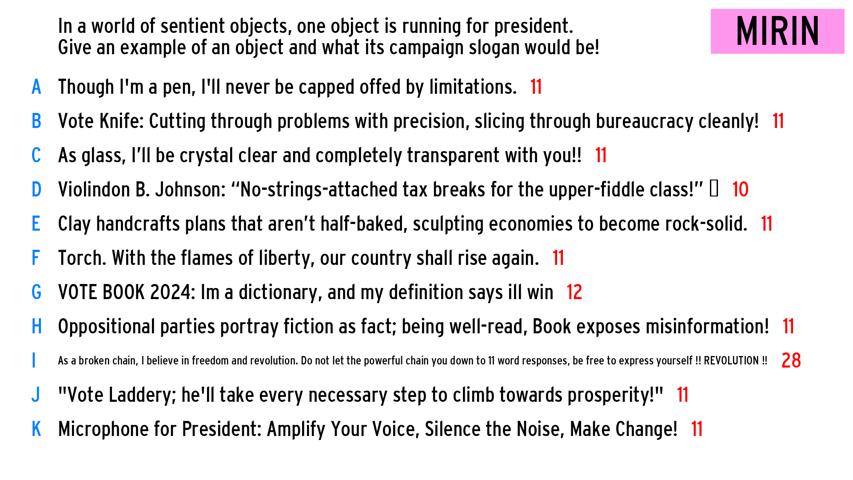 In a world of sentient objects, one object is running for president.
Give an example of an object and what its campaign slogan would be!
MIRIN
A Though I'm a pen, I'll never be capped offed by limitations. 11
B Vote Knife: Cutting through problems with precision, slicing through bureaucracy cleanly! 11
C As glass, I’ll be crystal clear and completely transparent with you!! 11
D Violindon B. Johnson: “No-strings-attached tax breaks for the upper-fiddle class!” 10
E Clay handcrafts plans that aren’t half-baked, sculpting economies to become rock-solid. 11
F Torch. With the flames of liberty, our country shall rise again. 11
G VOTE BOOK 2024: Im a dictionary, and my definition says ill win 12
H Oppositional parties portray fiction as fact; being well-read, Book exposes misinformation! 11
I As a broken chain, I believe in freedom and revolution. Do not let the powerful chain you down to 11 word responses, be free to express yourself !! REVOLUTION !! 28
J "Vote Laddery; he'll take every necessary step to climb towards prosperity!" 11
K Microphone for President: Amplify Your Voice, Silence the Noise, Make Change! 11